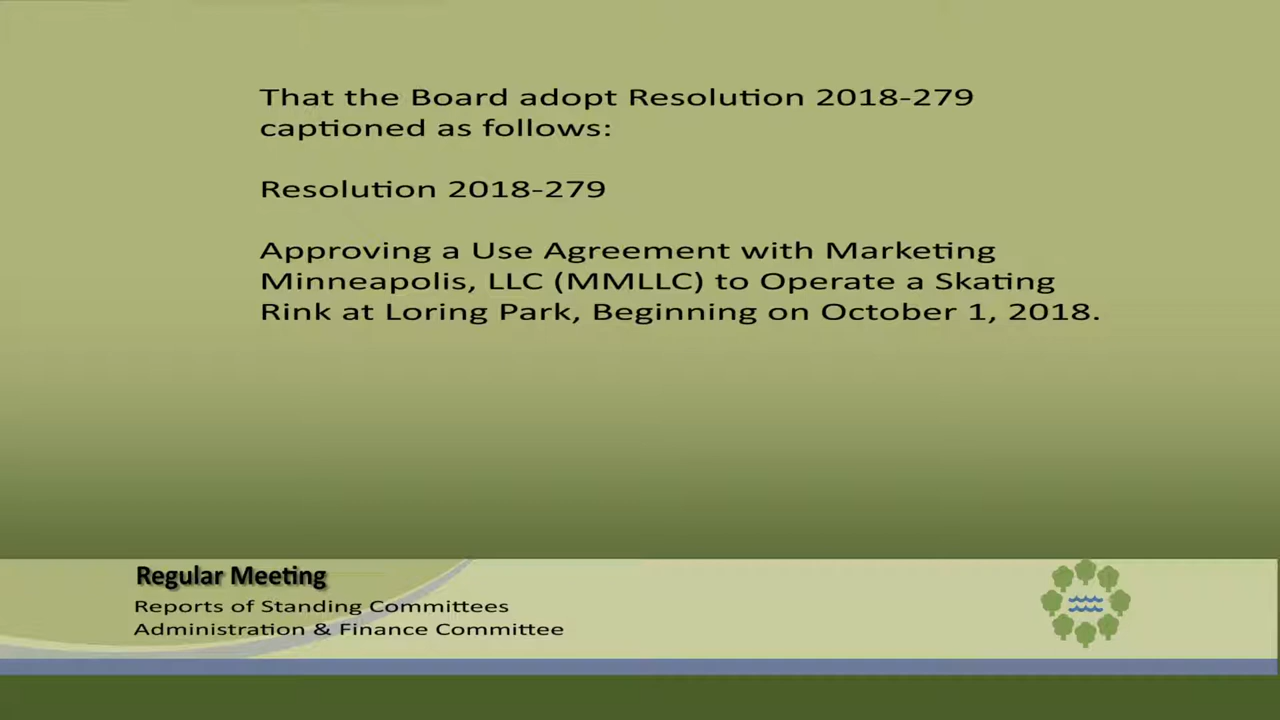 That the Board adopt Resolution 2018-279
captioned as follows:
Resolution 2018-279
Approving a Use Agreement with Marketing
Minneapolis, LLC (MMLLC) to Operate a Skating
Rink at Loring Park, Beginning on October 1, 2018.
Regular Meeting
Reports of Standing Committees
Administration & Finance Committee